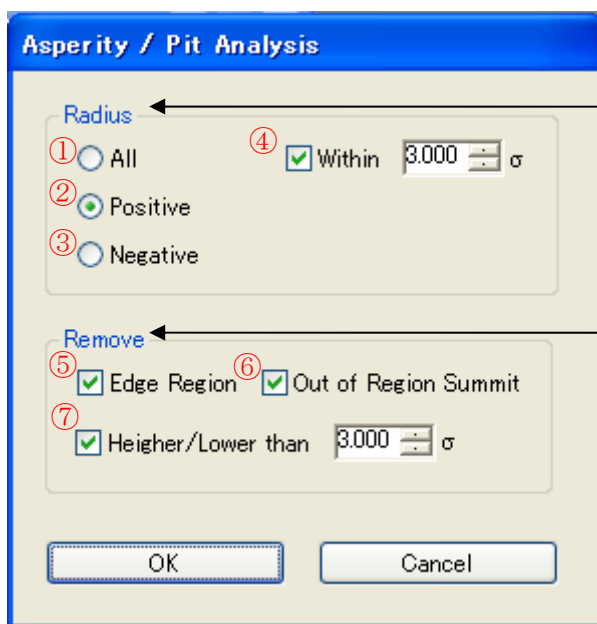 Asperity / Pit Analysis
Radius
① All ④ Within 3.000 σ
② Positive
③ Negative
Remove
⑤ Edge Region ⑥ Out of Region Summit
⑦ Heigher/Lower than 3.000 σ
OK Cancel